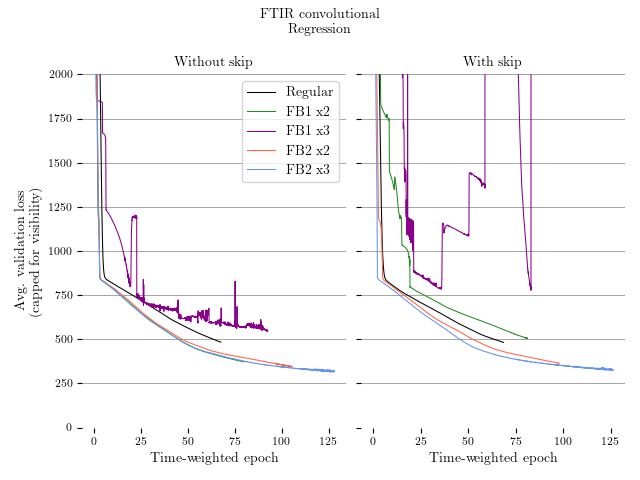 FTIR convolutional
Regression
Without skip
With skip
2000
1750
1500
1250
1000
750
500
250
0
Avg. validation loss
(capped for visibility)
Regular
FB1 x2
FB1 x3
FB2 x2
FB2 x3
0 25 50 75 100 125
0 25 50 75 100 125
Time-weighted epoch
Time-weighted epoch